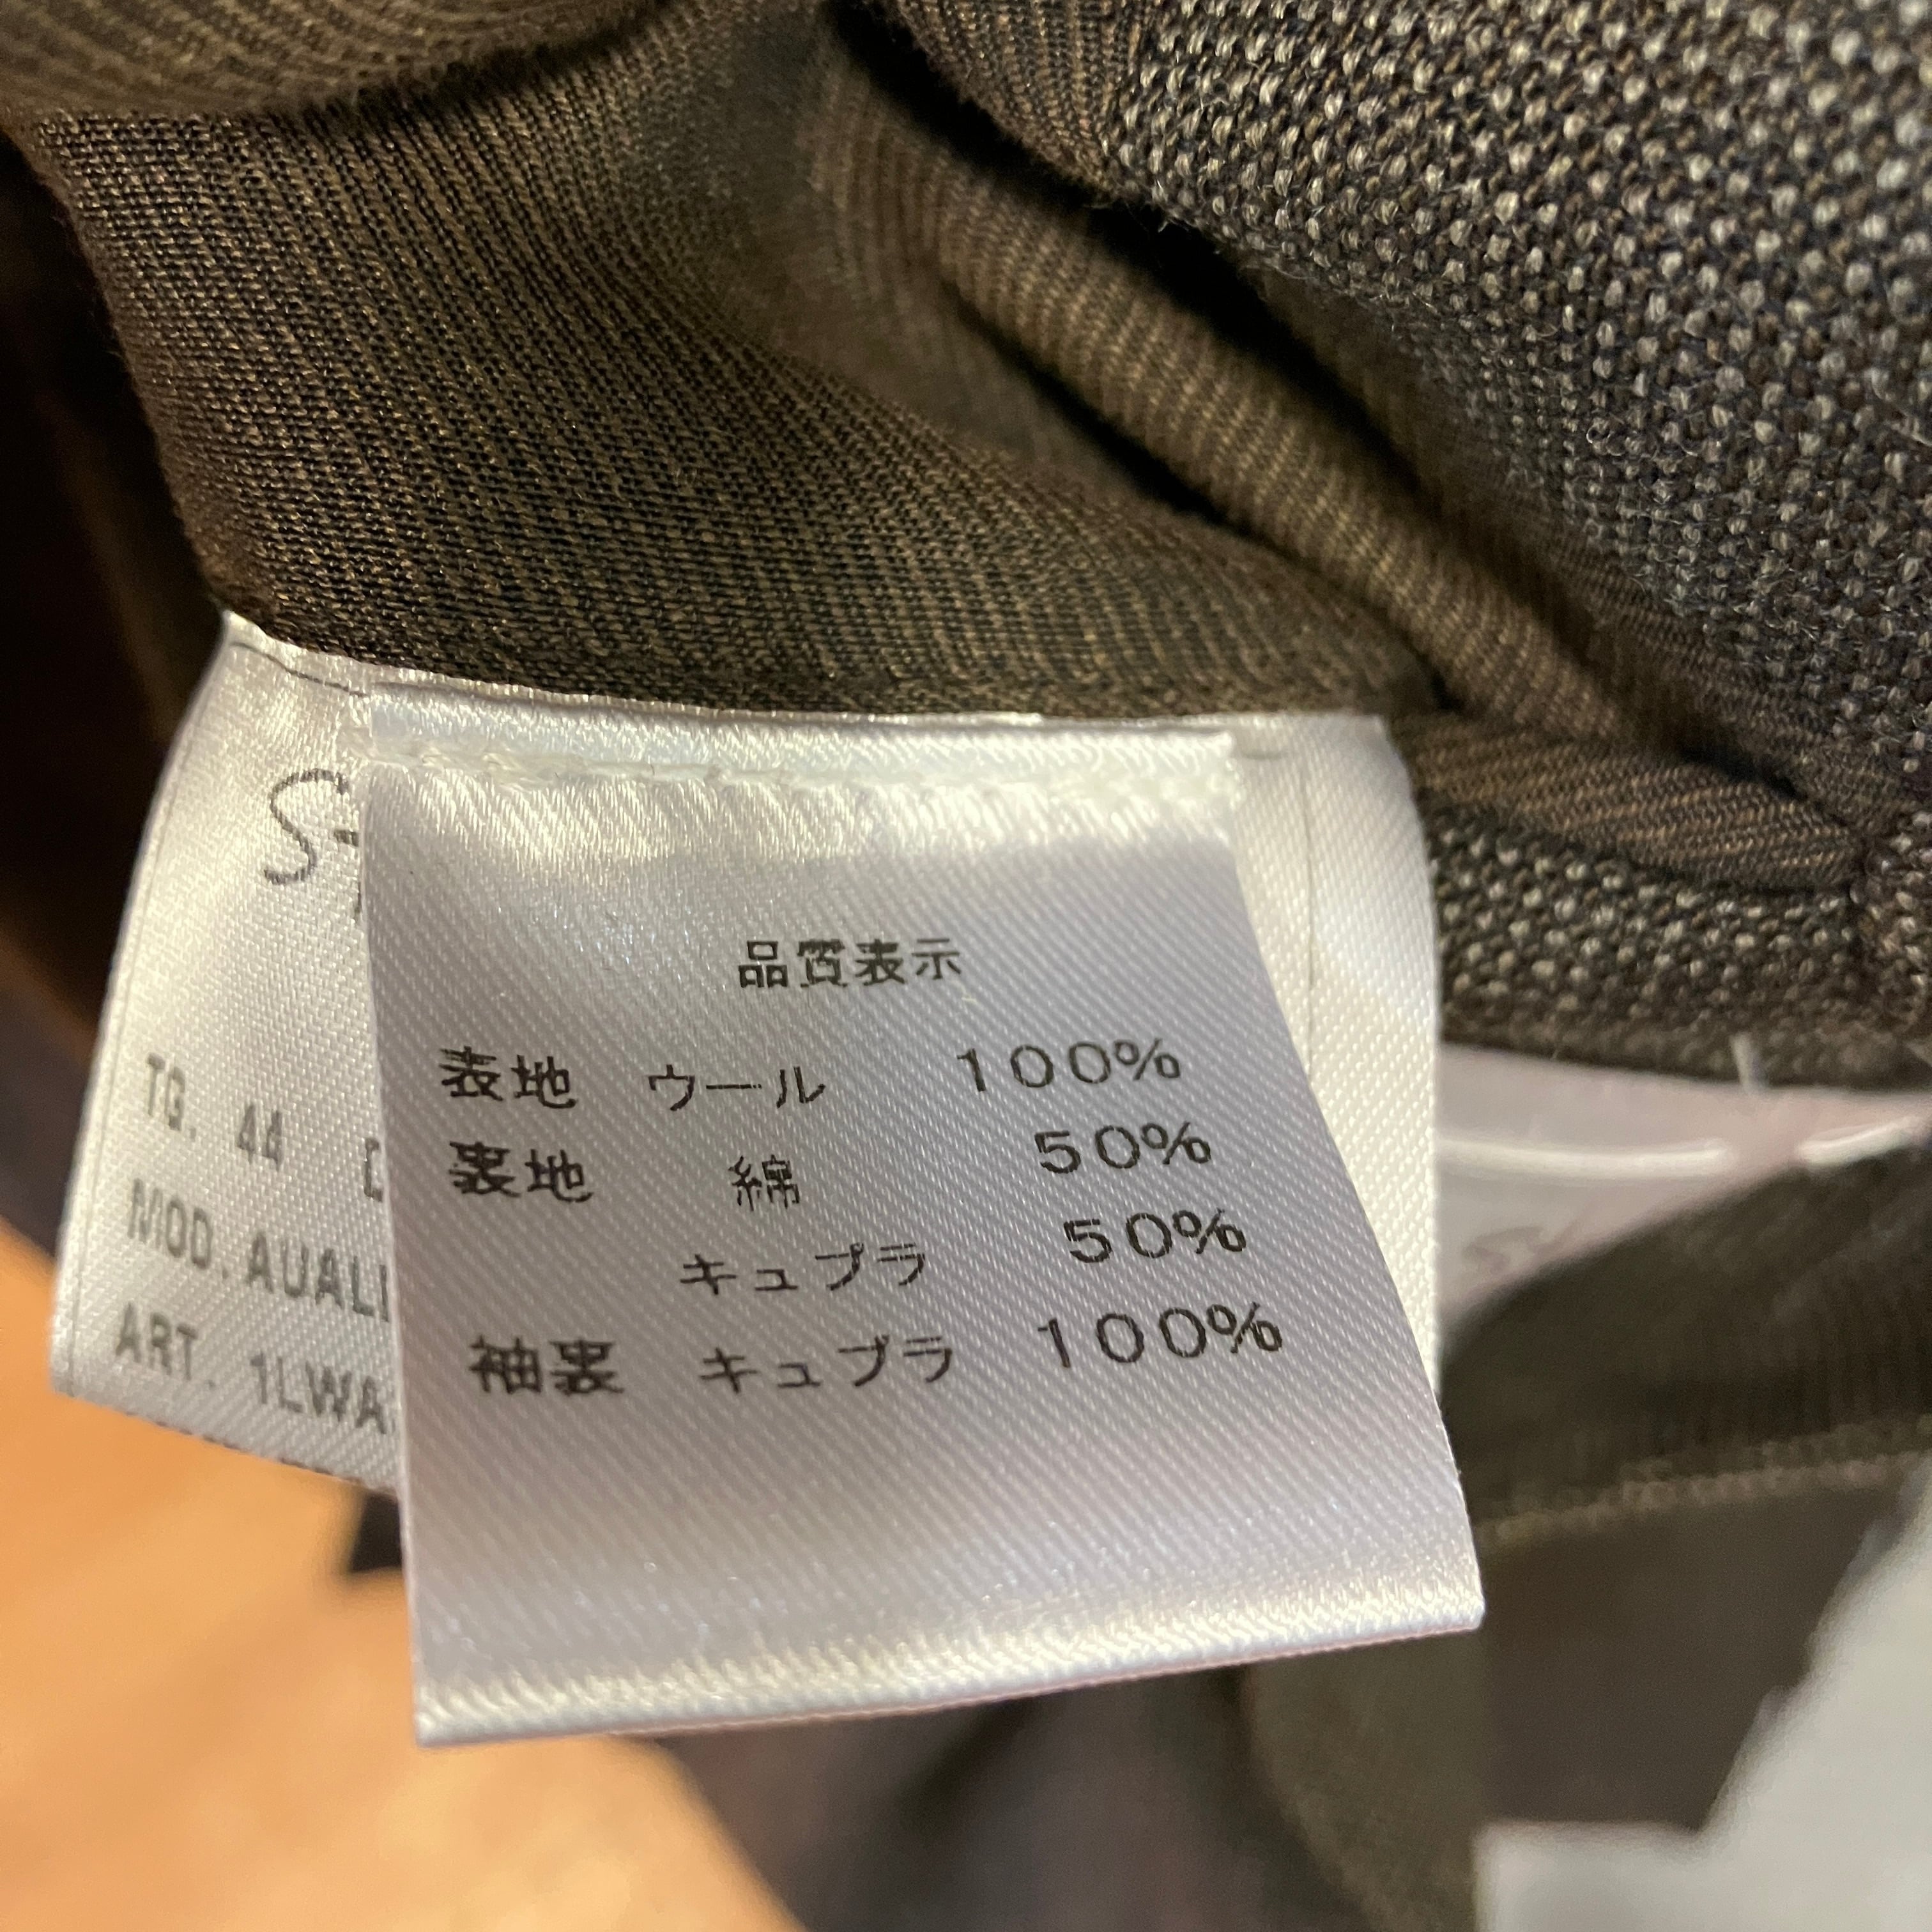 品質表示
表地 ウール 100%
裏地 綿 50%
キュプラ 50%
袖裏 キュプラ 100%
TG. 44
MOD. AUALI
ART. 1LWA